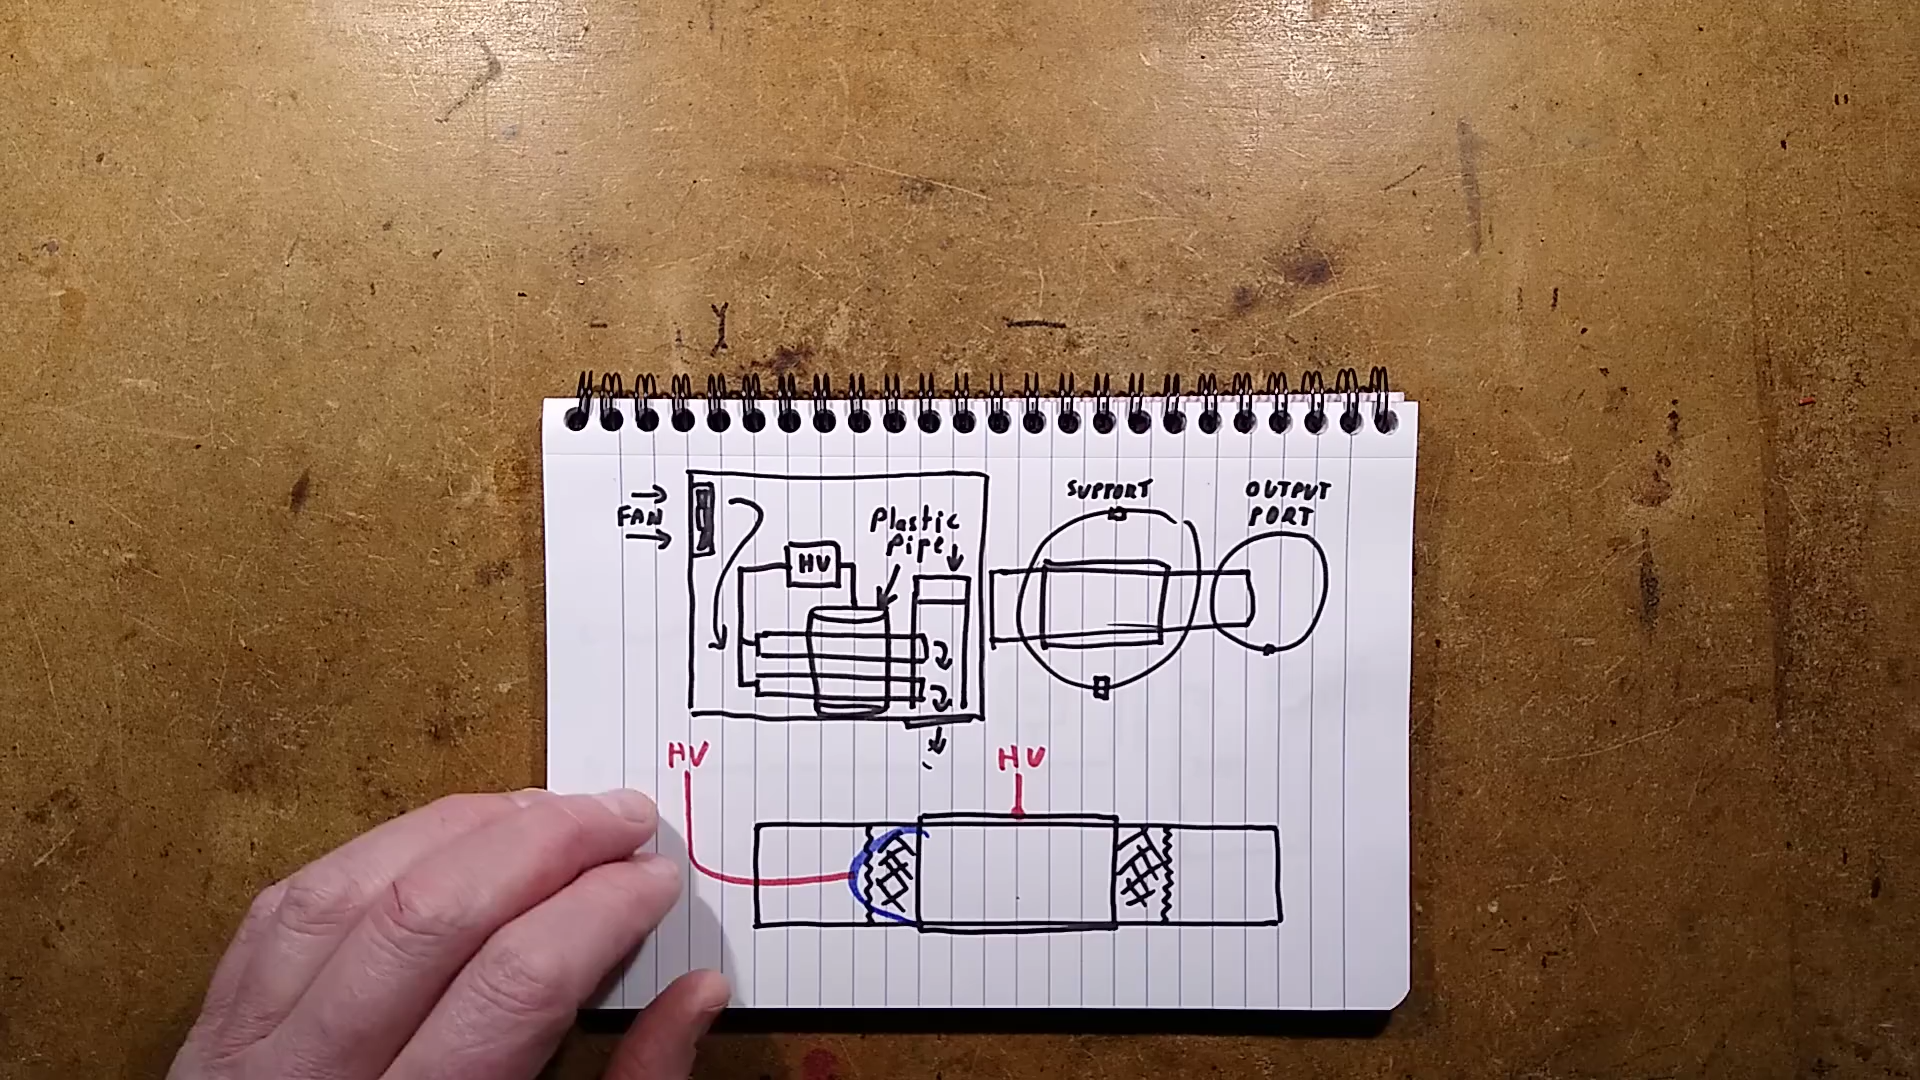 FAN
HV
Plastic
Pipe
SUPPORT
OUTPUT
PORT
HV
HV